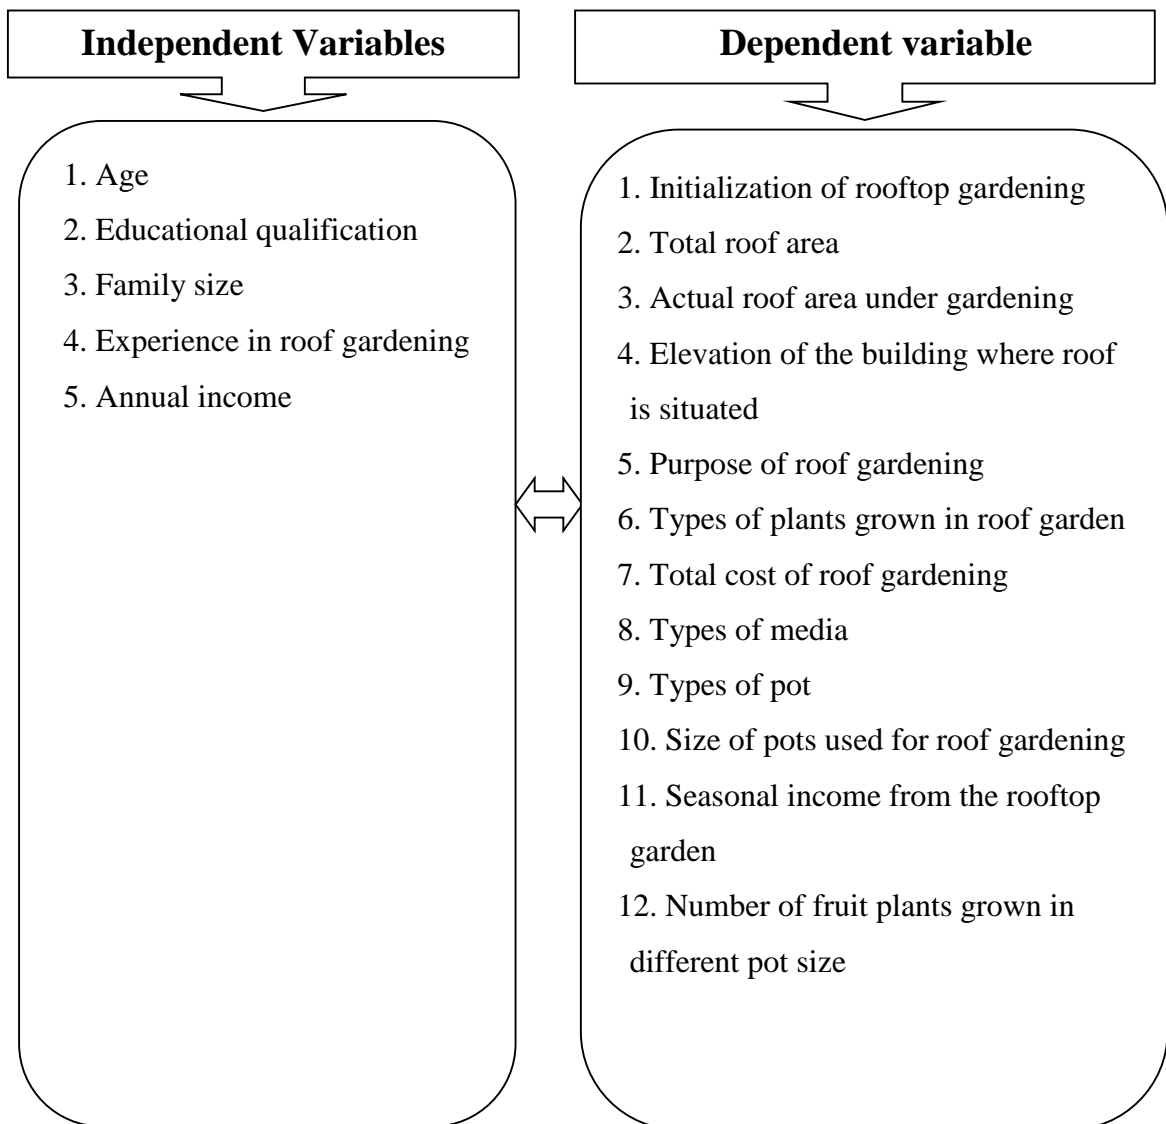 Independent Variables
1. Age
2. Educational qualification
3. Family size
4. Experience in roof gardening
5. Annual income
Dependent variable
1. Initialization of rooftop gardening
2. Total roof area
3. Actual roof area under gardening
4. Elevation of the building where roof
is situated
5. Purpose of roof gardening
6. Types of plants grown in roof garden
7. Total cost of roof gardening
8. Types of media
9. Types of pot
10. Size of pots used for roof gardening
11. Seasonal income from the rooftop
garden
12. Number of fruit plants grown in
different pot size